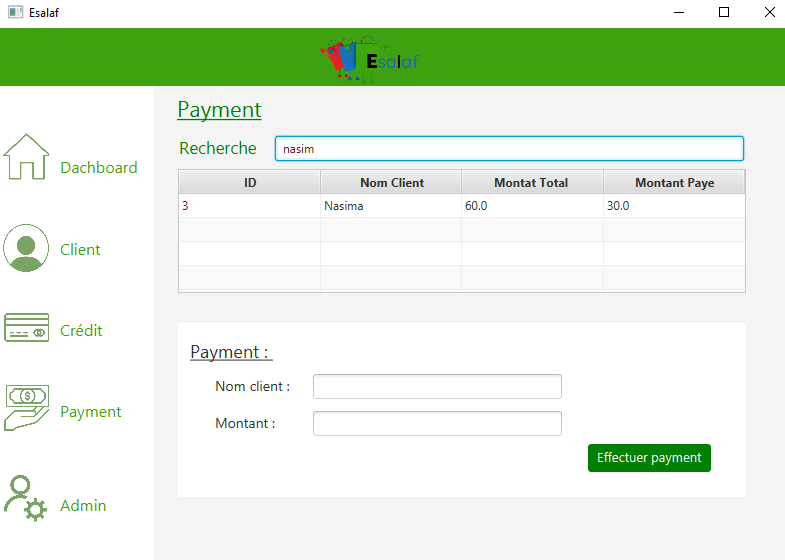 Esalaf
Esalaf
Payment
Recherche nasim
ID Nom Client Montat Total Montant Paye
3 Nasima 60.0 30.0
Dachboard
Client
Crédit
Payment
Admin
Payment :
Nom client :
Montant :
Effectuer payment